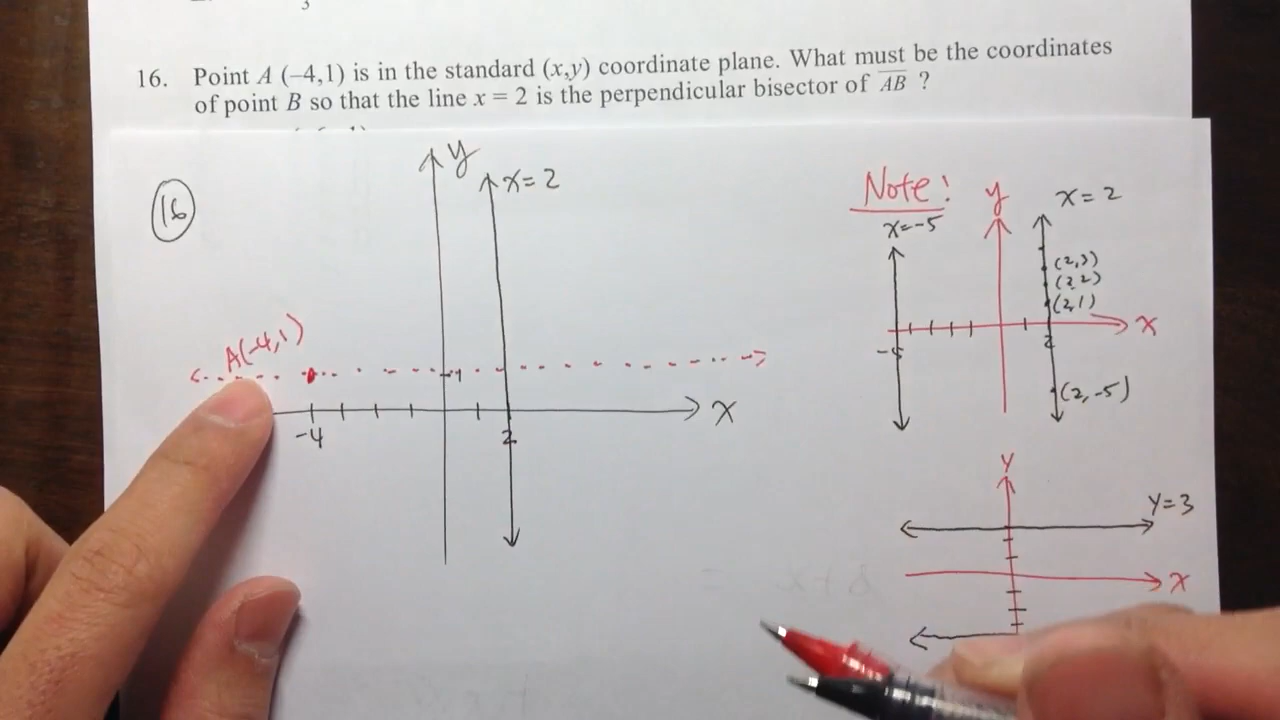 3
16. Point A (−4,1) is in the standard (x,y) coordinate plane. What must be the coordinates
of point B so that the line x = 2 is the perpendicular bisector of AB ?
16
y
x=2
A(-4,1)
1
x
-4
2
Note!
y
x=2
x=-5
(2,3)
(2,2)
(2,1)
x
-5
2
(2,-5)
y
y=3
x